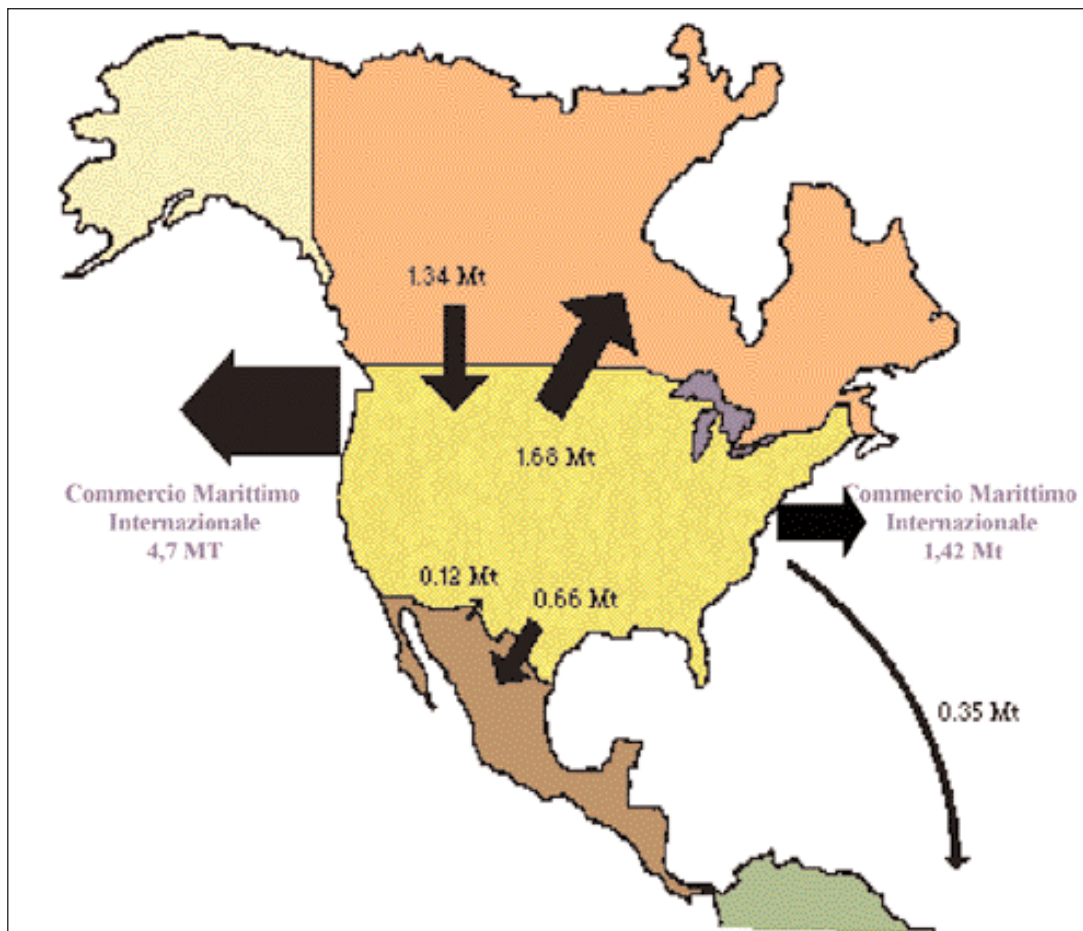 1.34 Mt
1.68 Mt
Commercio Marittimo
Internazionale
4,7 MT
Commercio Marittimo
Internazionale
1,42 Mt
0.12 Mt
0.66 Mt
0.35 Mt